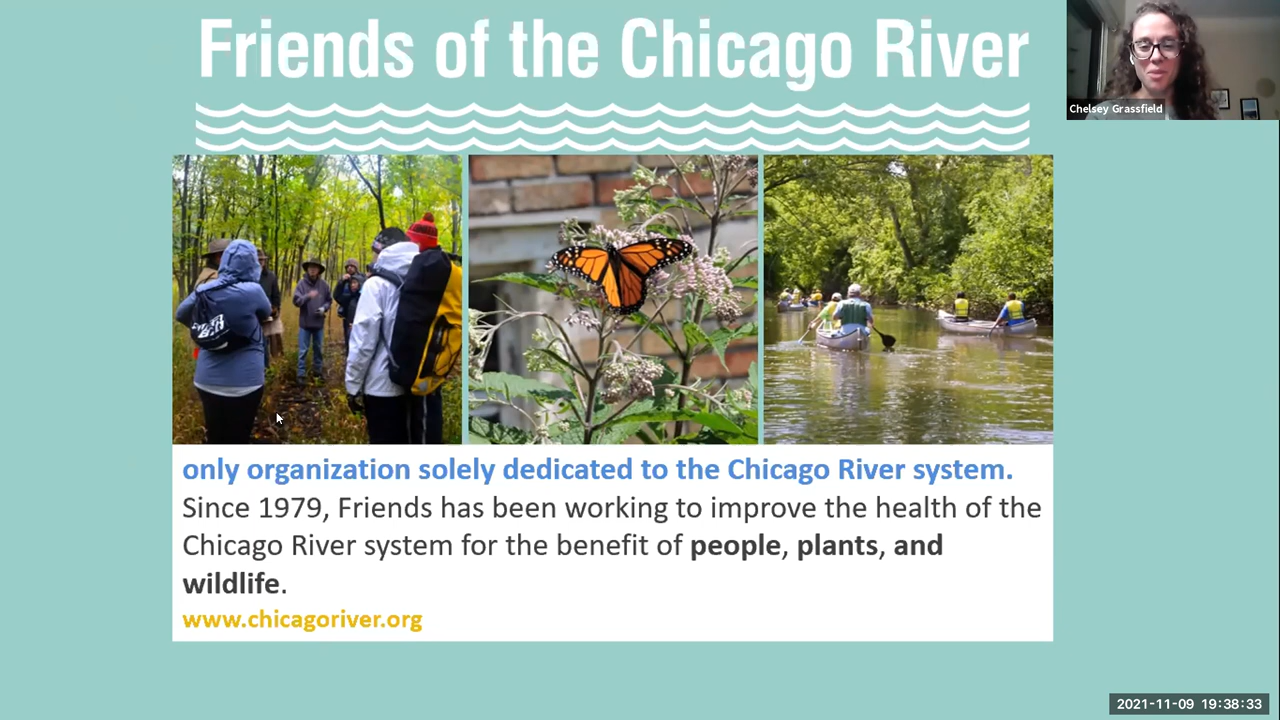 Friends of the Chicago River
Chelsey Grassfield
only organization solely dedicated to the Chicago River system.
Since 1979, Friends has been working to improve the health of the
Chicago River system for the benefit of people, plants, and
wildlife.
www.chicagoriver.org
2021-11-09 19:38:33